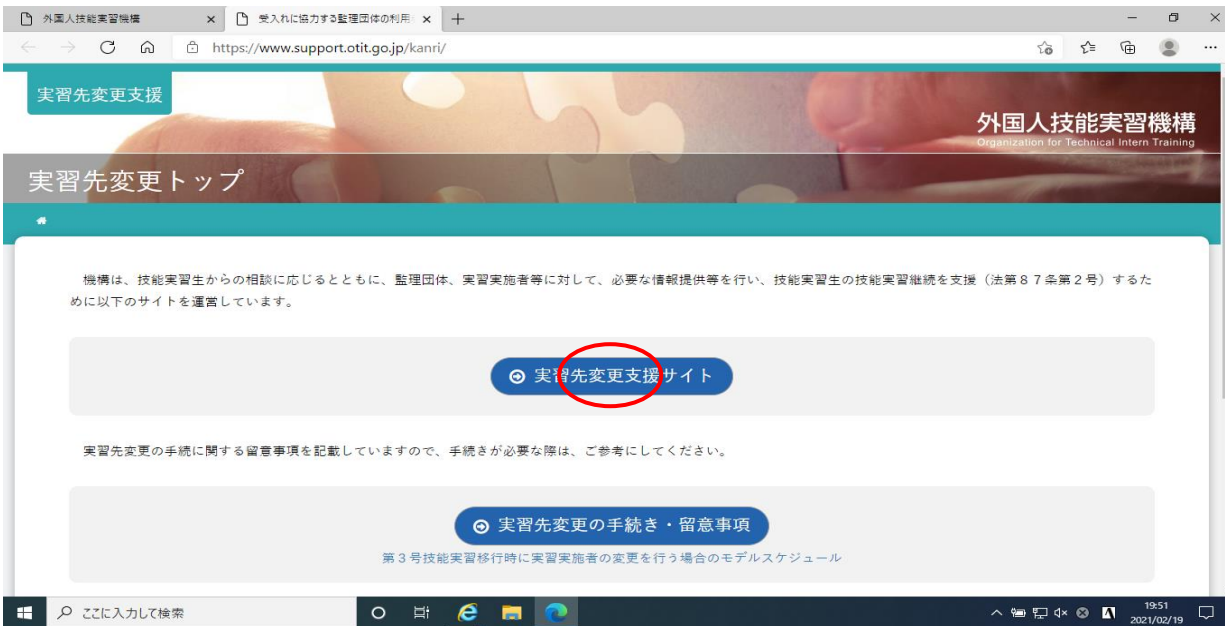 外国人技能実習機構
受入れに協力する監理団体の利用
https://www.support.otit.go.jp/kanri/
実習先変更支援
外国人技能実習機構
Organization for Technical Intern Training
実習先変更トップ
機構は、技能実習生からの相談に応じるとともに、監理団体、実習実施者等に対して、必要な情報提供等を行い、技能実習生の技能実習継続を支援（法第８７条第２号）するた
めに以下のサイトを運営しています。
実習先変更支援サイト
実習先変更の手続に関する留意事項を記載していますので、手続きが必要な際は、ご参考にしてください。
実習先変更の手続き・留意事項
第３号技能実習移行時に実習実施者の変更を行う場合のモデルスケジュール
ここに入力して検索
19:51
2021/02/19